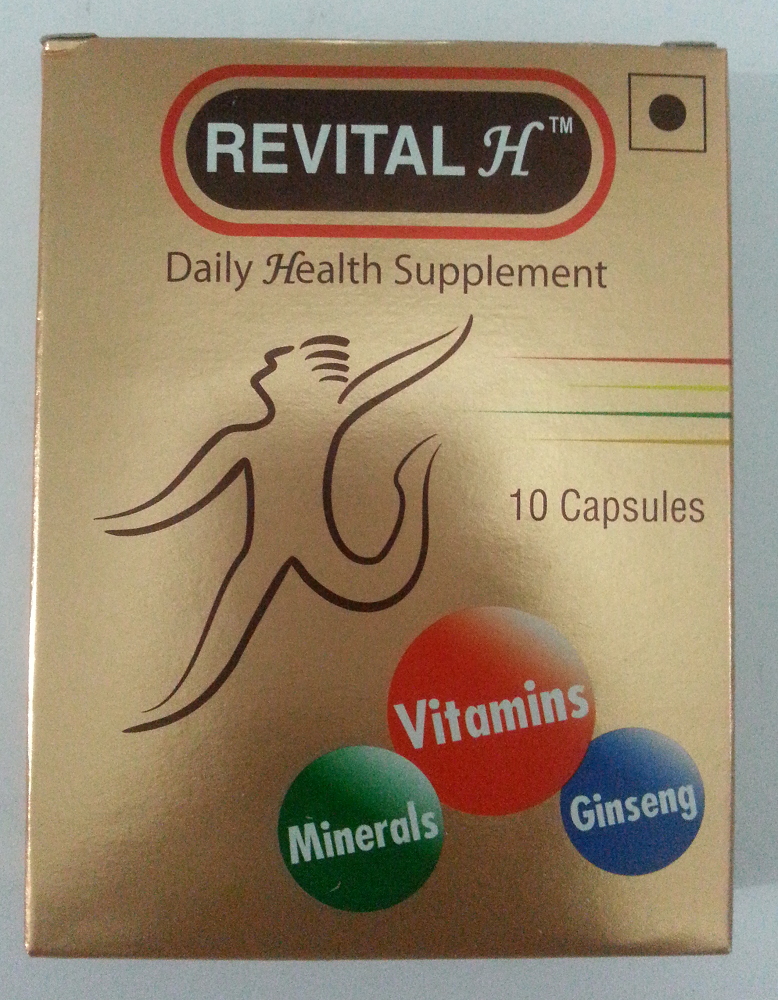 REVITAL H™
Daily Health Supplement
10 Capsules
Vitamins
Minerals
Ginseng